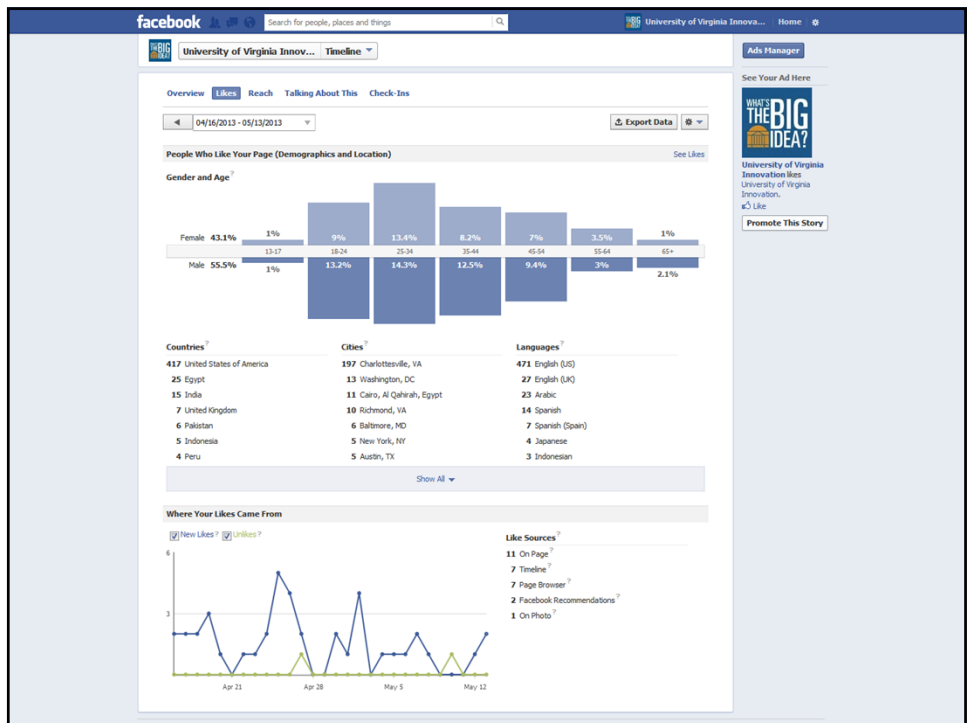 facebook
Search for people, places and things
University of Virginia Innova... Home
THE BIG IDEA!
University of Virginia Innov... Timeline
Ads Manager
See Your Ad Here
WHAT'S THE BIG IDEA?
University of Virginia
Innovation likes
University of Virginia
Innovation.
Like
Promote This Story
Overview Likes Reach Talking About This Check-Ins
04/16/2013 - 05/13/2013
Export Data
People Who Like Your Page (Demographics and Location) See Likes
Gender and Age?
Female 43.1% 1% 9% 13.4% 8.2% 7% 3.5% 1%
13-17 18-24 25-34 35-44 45-54 55-64 65+
Male 55.5% 1% 13.2% 14.3% 12.5% 9.4% 3% 2.1%
Countries? Cities? Languages?
417 United States of America 197 Charlottesville, VA 471 English (US)
25 Egypt 13 Washington, DC 27 English (UK)
15 India 11 Cairo, Al Qahirah, Egypt 23 Arabic
7 United Kingdom 10 Richmond, VA 14 Spanish
6 Pakistan 6 Baltimore, MD 7 Spanish (Spain)
5 Indonesia 5 New York, NY 4 Japanese
4 Peru 5 Austin, TX 3 Indonesian
Show All
Where Your Likes Came From
New Likes? Unlikes?
6
3
Apr 21 Apr 28 May 5 May 12
Like Sources?
11 On Page?
7 Timeline?
7 Page Browser?
2 Facebook Recommendations?
1 On Photo?